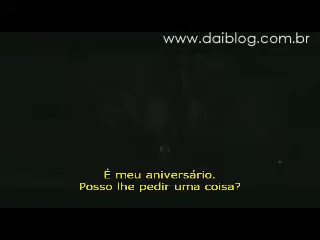 www.daiblog.com.br
É meu aniversário.
Posso lhe pedir uma coisa?